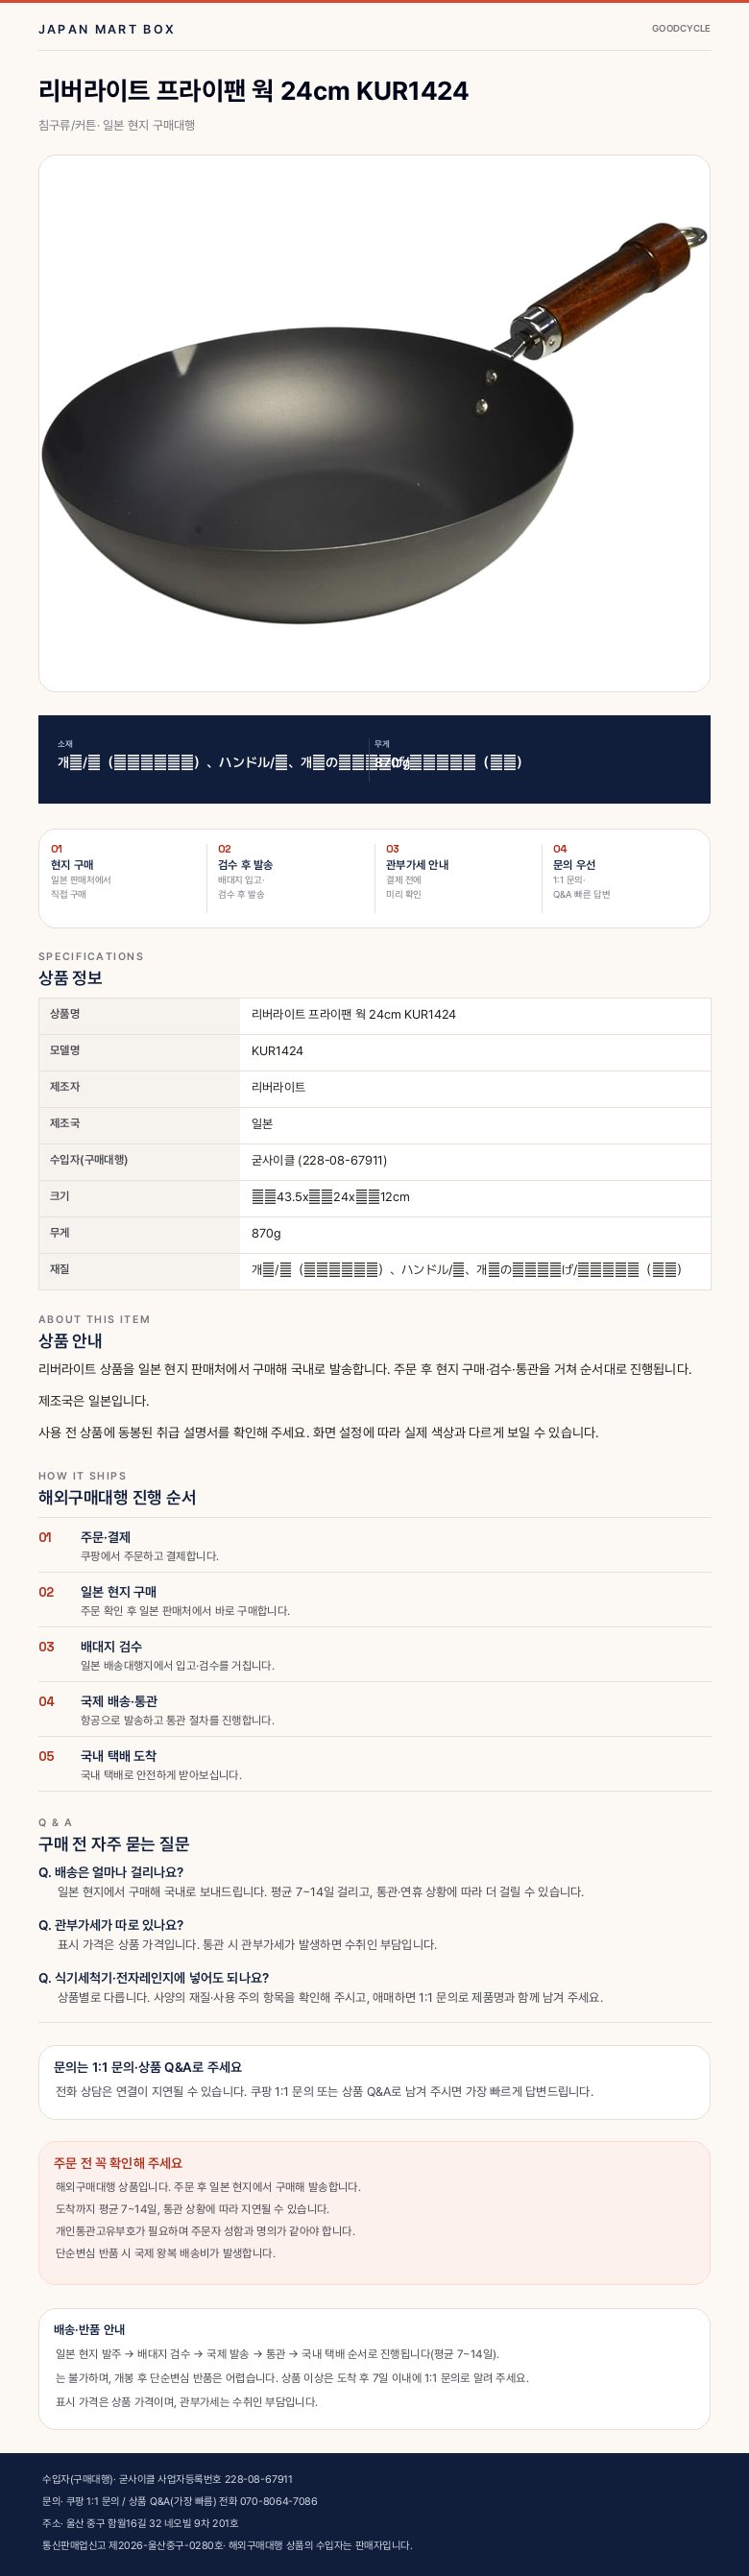 JAPAN MART BOX
GOODCYCLE
리버라이트 프라이팬 웍 24cm KUR1424
침구류/커튼· 일본 현지 구매대행
소재
무게
개 / ( ) 、ハンドル/ 、개 の
870g
01
현지 구매
일본 판매처에서
직접 구매
02
검수 후 발송
배대지 입고·
검수 후 발송
03
관부가세 안내
결제 전에
미리 확인
04
문의 우선
1:1 문의·
Q&A 빠른 답변
SPECIFICATIONS
상품 정보
상품명 리버라이트 프라이팬 웍 24cm KUR1424
모델명 KUR1424
제조자 리버라이트
제조국 일본
수입자(구매대행) 굳사이클 (228-08-67911)
크기 43.5x 24x 12cm
무게 870g
재질 개 / ( ) 、ハンドル/ 、개 の げ/ ( )
ABOUT THIS ITEM
상품 안내
리버라이트 상품을 일본 현지 판매처에서 구매해 국내로 발송합니다. 주문 후 현지 구매·검수·통관을 거쳐 순서대로 진행됩니다.
제조국은 일본입니다.
사용 전 상품에 동봉된 취급 설명서를 확인해 주세요. 화면 설정에 따라 실제 색상과 다르게 보일 수 있습니다.
HOW IT SHIPS
해외구매대행 진행 순서
01 주문·결제
쿠팡에서 주문하고 결제합니다.
02 일본 현지 구매
주문 확인 후 일본 판매처에서 바로 구매합니다.
03 배대지 검수
일본 배송대행지에서 입고·검수를 거칩니다.
04 국제 배송·통관
항공으로 발송하고 통관 절차를 진행합니다.
05 국내 택배 도착
국내 택배로 안전하게 받아보십니다.
Q & A
구매 전 자주 묻는 질문
Q. 배송은 얼마나 걸리나요?
일본 현지에서 구매해 국내로 보내드립니다. 평균 7~14일 걸리고, 통관·연휴 상황에 따라 더 걸릴 수 있습니다.
Q. 관부가세가 따로 있나요?
표시 가격은 상품 가격입니다. 통관 시 관부가세가 발생하면 수취인 부담입니다.
Q. 식기세척기·전자레인지에 넣어도 되나요?
상품별로 다릅니다. 사양의 재질·사용 주의 항목을 확인해 주시고, 애매하면 1:1 문의로 제품명과 함께 남겨 주세요.
문의는 1:1 문의·상품 Q&A로 주세요
전화 상담은 연결이 지연될 수 있습니다. 쿠팡 1:1 문의 또는 상품 Q&A로 남겨 주시면 가장 빠르게 답변드립니다.
주문 전 꼭 확인해 주세요
해외구매대행 상품입니다. 주문 후 일본 현지에서 구매해 발송합니다.
도착까지 평균 7~14일, 통관 상황에 따라 지연될 수 있습니다.
개인통관고유부호가 필요하며 주문자 성함과 명의가 같아야 합니다.
단순변심 반품 시 국제 왕복 배송비가 발생합니다.
배송·반품 안내
일본 현지 발주 → 배대지 검수 → 국제 발송 → 통관 → 국내 택배 순서로 진행됩니다(평균 7~14일).
는 불가하며, 개봉 후 단순변심 반품은 어렵습니다. 상품 이상은 도착 후 7일 이내에 1:1 문의로 알려 주세요.
표시 가격은 상품 가격이며, 관부가세는 수취인 부담입니다.
수입자(구매대행)· 굳사이클 사업자등록번호 228-08-67911
문의· 쿠팡 1:1 문의 / 상품 Q&A(가장 빠름) 전화 070-8064-7086
주소· 울산 중구 함월16길 32 네오빌 9차 201호
통신판매업신고 제2026-울산중구-0280호· 해외구매대행 상품의 수입자는 판매자입니다.